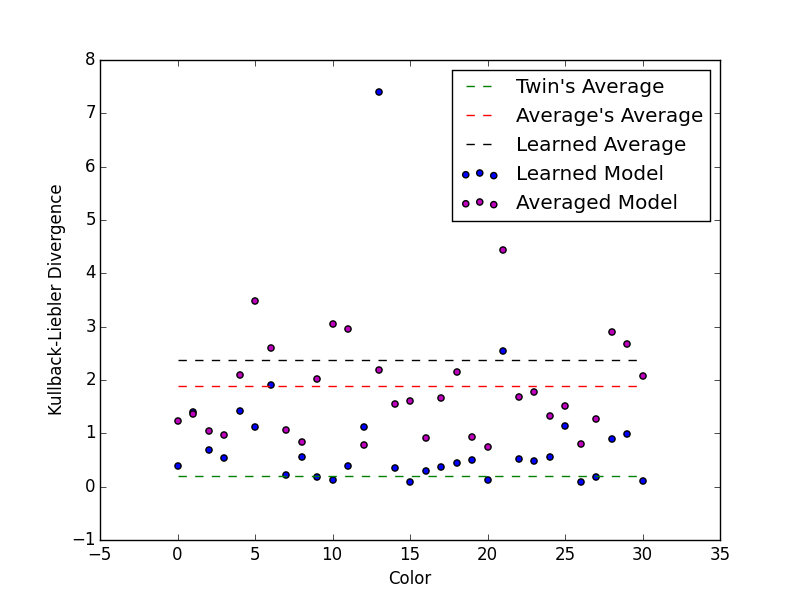 8
7
6
5
4
3
2
1
0
−1
Kullback-Liebler Divergence
Twin's Average
Average's Average
Learned Average
Learned Model
Averaged Model
−5 0 5 10 15 20 25 30 35
Color